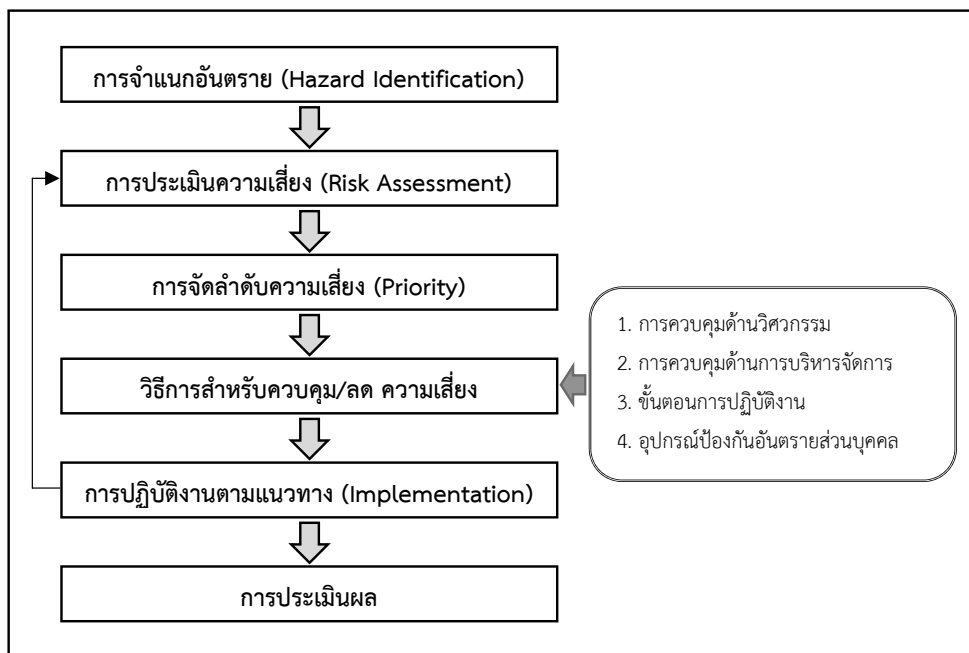 การจำแนกอันตราย (Hazard Identification)
การประเมินความเสี่ยง (Risk Assessment)
การจัดลำดับความเสี่ยง (Priority)
วิธีการสำหรับควบคุม/ลด ความเสี่ยง
1. การควบคุมด้านวิศวกรรม
2. การควบคุมด้านการบริหารจัดการ
3. ขั้นตอนการปฏิบัติงาน
4. อุปกรณ์ป้องกันอันตรายส่วนบุคคล
การปฏิบัติงานตามแนวทาง (Implementation)
การประเมินผล